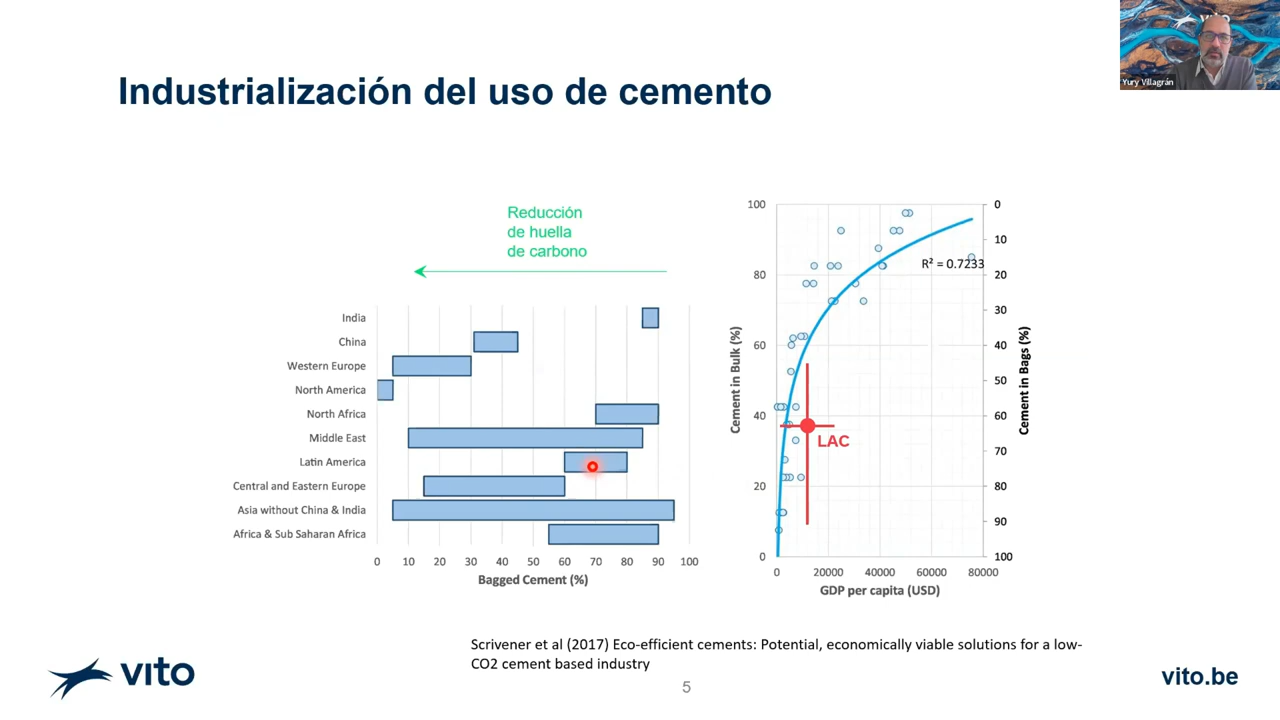 Yury Villagrán
Industrialización del uso de cemento
Reducción
de huella
de carbono
India
China
Western Europe
North America
North Africa
Middle East
Latin America
Central and Eastern Europe
Asia without China & India
Africa & Sub Saharan Africa
0 10 20 30 40 50 60 70 80 90 100
Bagged Cement (%)
100
80
60
40
20
0
Cement in Bulk (%)
R² = 0.7233
LAC
0
10
20
30
40
50
60
70
80
90
100
Cement in Bags (%)
0 20000 40000 60000 80000
GDP per capita (USD)
Scrivener et al (2017) Eco-efficient cements: Potential, economically viable solutions for a low-
CO2 cement based industry
vito
5
vito.be